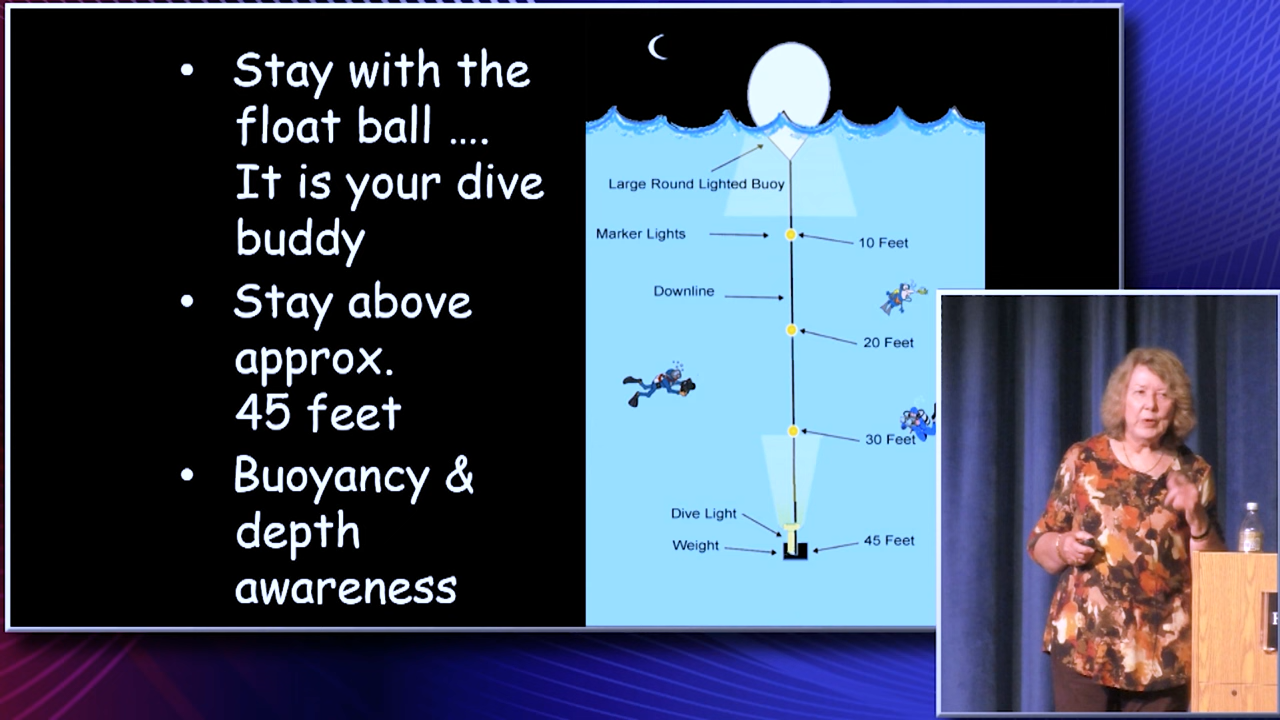 • Stay with the
float ball ....
It is your dive
buddy
• Stay above
approx.
45 feet
• Buoyancy &
depth
awareness
Large Round Lighted Buoy
Marker Lights
10 Feet
Downline
20 Feet
30 Feet
Dive Light
Weight
45 Feet